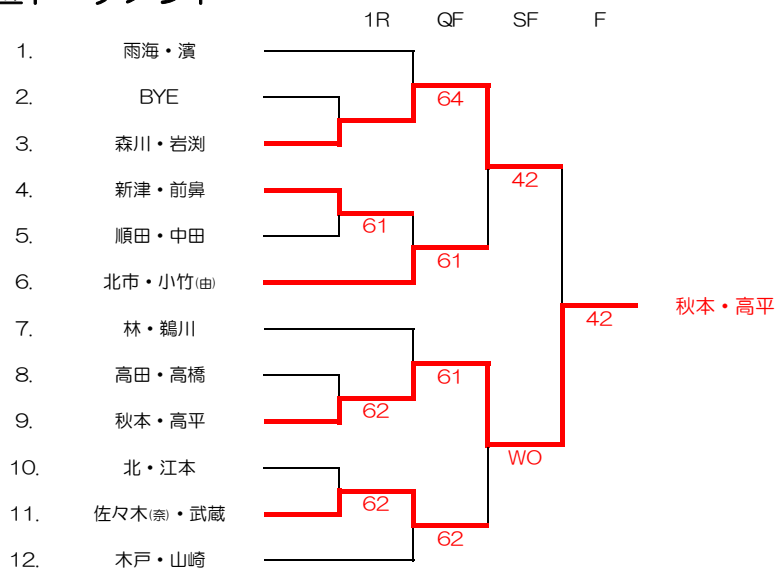 1R QF SF F
1. 雨海・濱
2. BYE
64
3. 森川・岩渕
4. 新津・前鼻
42
61
5. 順田・中田
61
6. 北市・小竹(由)
秋本・高平
42
7. 林・鵜川
8. 高田・高橋
61
62
9. 秋本・高平
WO
10. 北・江本
62
11. 佐々木(奈)・武蔵
62
12. 木戸・山崎